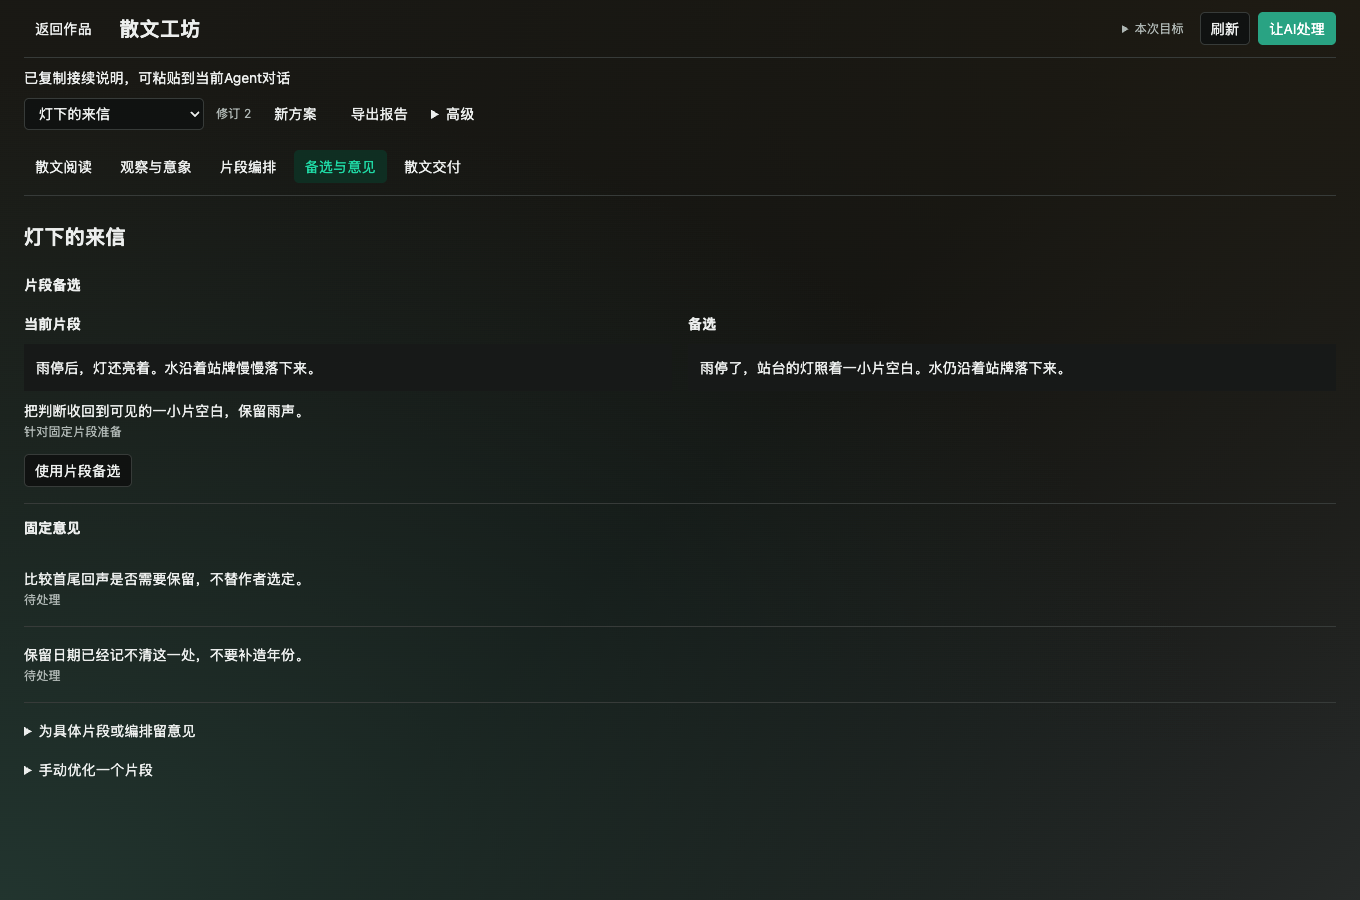 返回作品 散文工坊 本次目标 刷新 让AI处理
已复制接续说明，可粘贴到当前Agent对话
灯下的来信 修订 2 新方案 导出报告 高级
散文阅读 观察与意象 片段编排 备选与意见 散文交付
灯下的来信
片段备选
当前片段 备选
雨停后，灯还亮着。水沿着站牌慢慢落下来。 雨停了，站台的灯照着一小片空白。水仍沿着站牌落下来。
把判断收回到可见的一小片空白，保留雨声。
针对固定片段准备
使用片段备选
固定意见
比较首尾回声是否需要保留，不替作者选定。
待处理
保留日期已经记不清这一处，不要补造年份。
待处理
为具体片段或编排留意见
手动优化一个片段